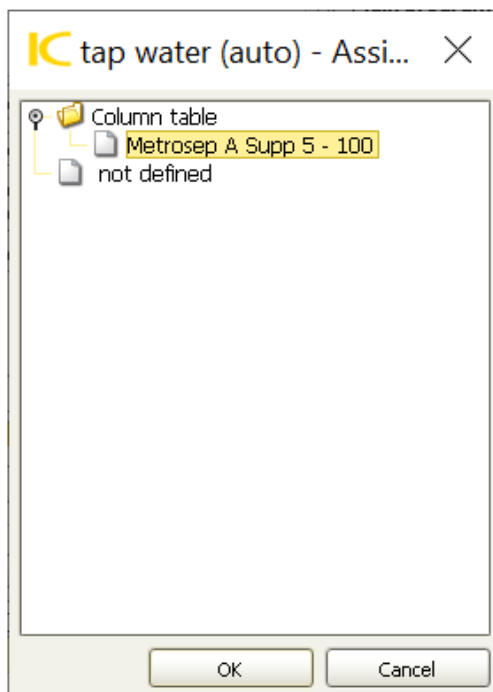 IC tap water (auto) - Assi...
Column table
Metrosep A Supp 5 - 100
not defined
OK
Cancel